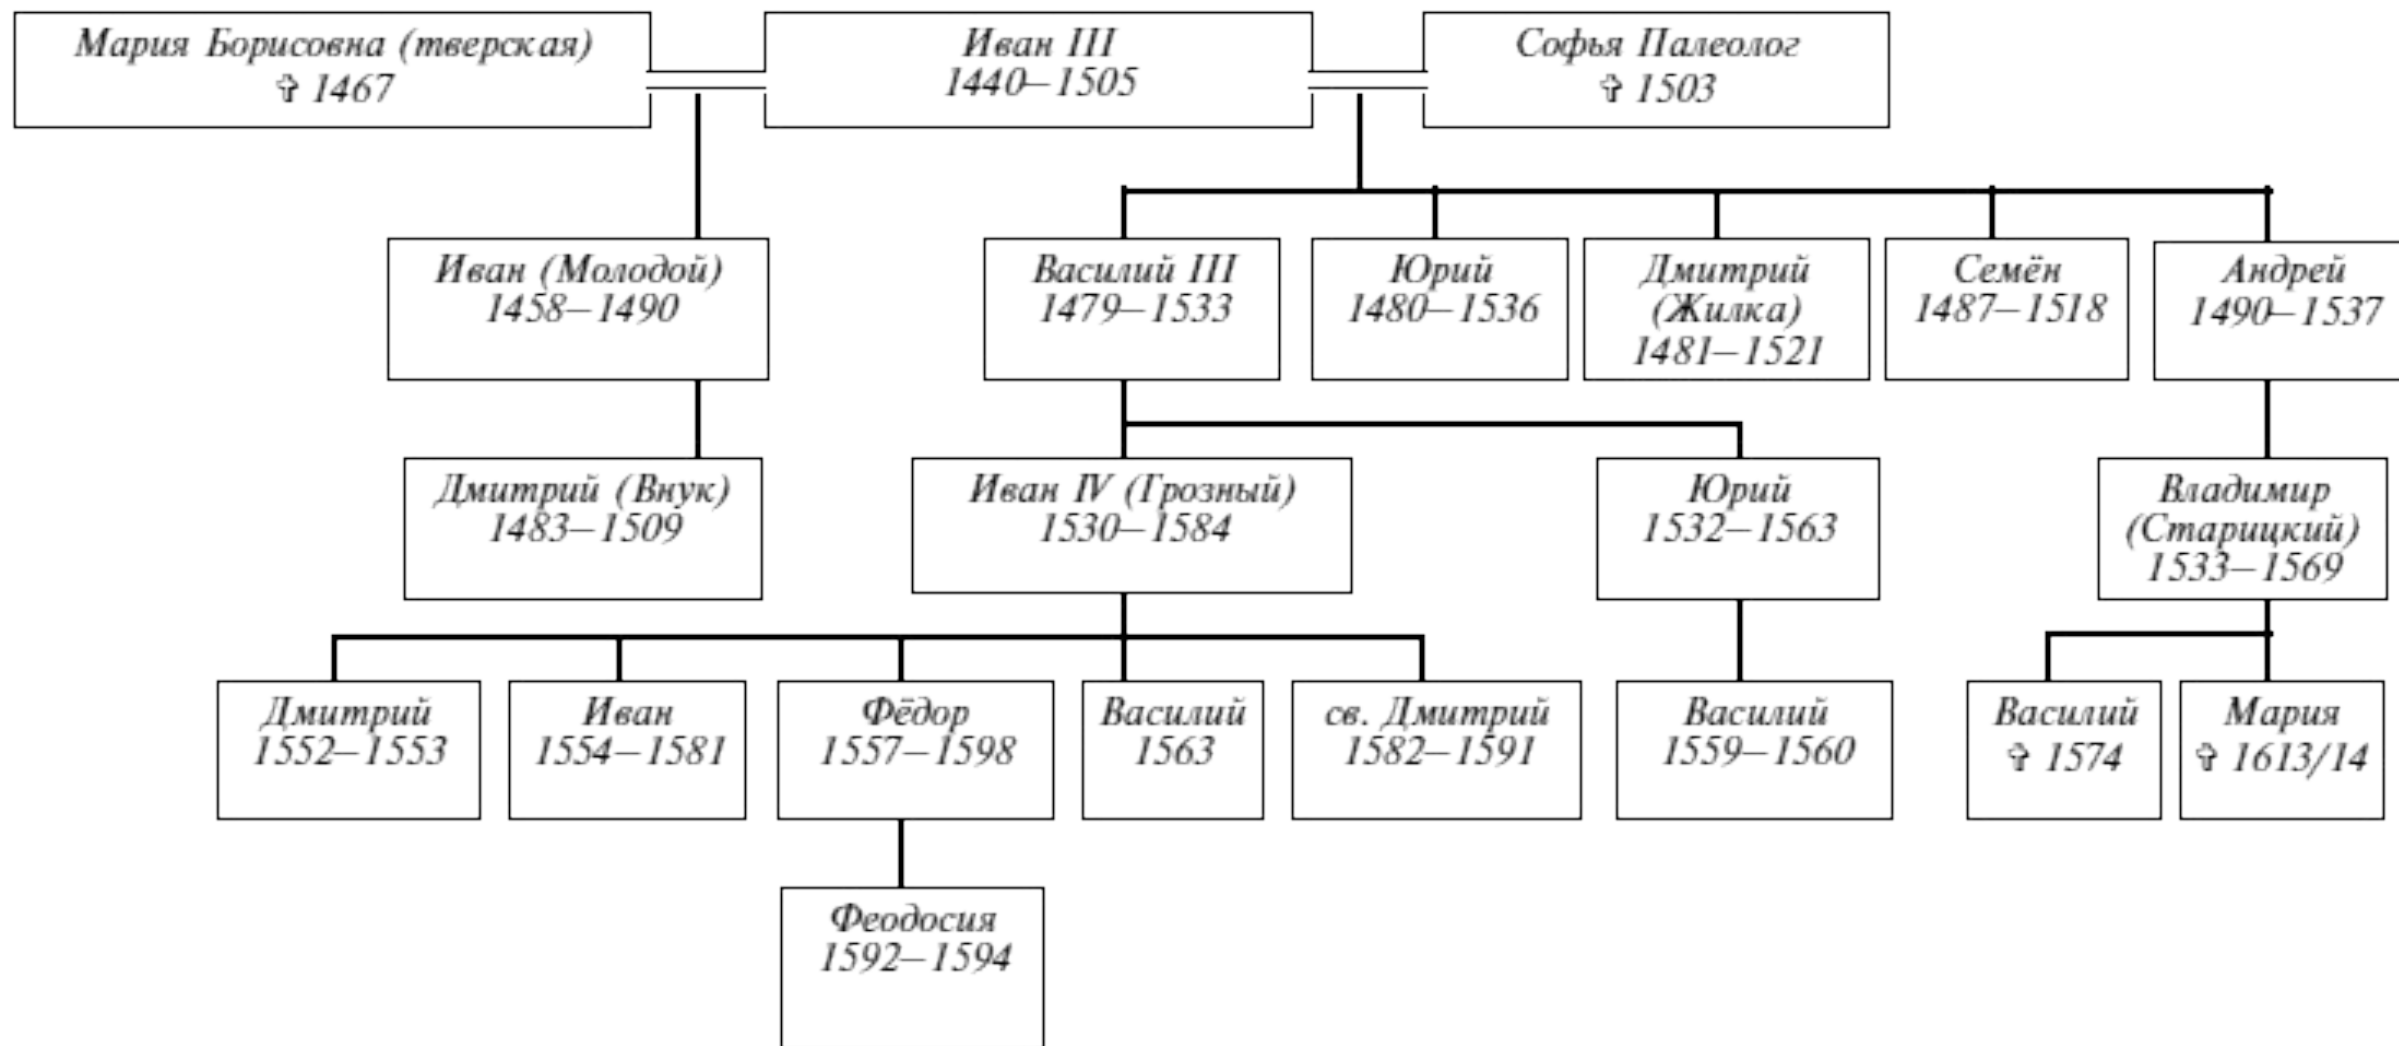 Мария Борисовна (тверская)
✞ 1467
Иван III
1440–1505
Софья Палеолог
✞ 1503
Иван (Молодой)
1458–1490
Василий III
1479–1533
Юрий
1480–1536
Дмитрий
(Жилка)
1481–1521
Семён
1487–1518
Андрей
1490–1537
Дмитрий (Внук)
1483–1509
Иван IV (Грозный)
1530–1584
Юрий
1532–1563
Владимир
(Старицкий)
1533–1569
Дмитрий
1552–1553
Иван
1554–1581
Фёдор
1557–1598
Василий
1563
св. Дмитрий
1582–1591
Василий
1559–1560
Василий
✞ 1574
Мария
✞ 1613/14
Феодосия
1592–1594